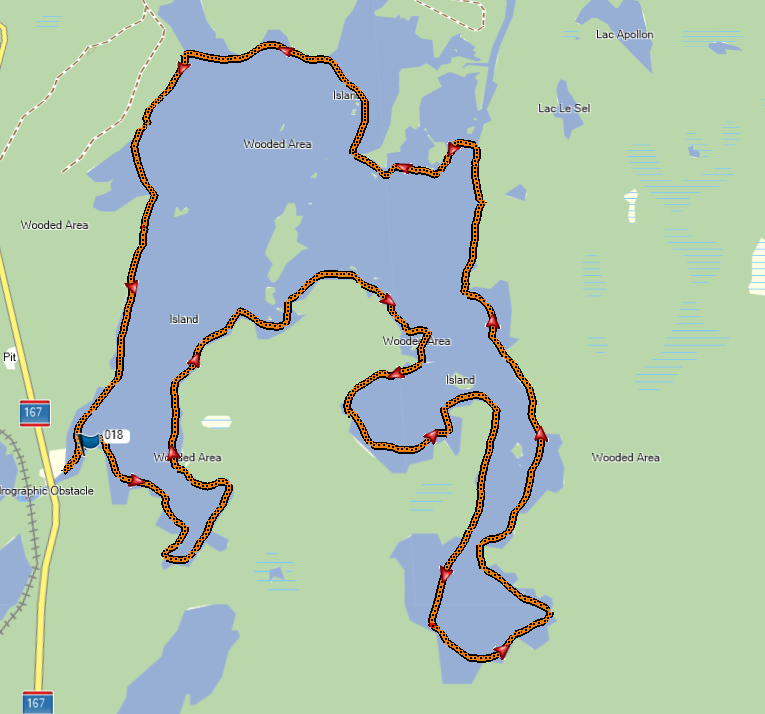 Lac Apollon
Island
Lac Le Sel
Wooded Area
Wooded Area
Island
Wooded Area
Pit
Island
167
018
Wooded Area
Wooded Area
rographic Obstacle
167